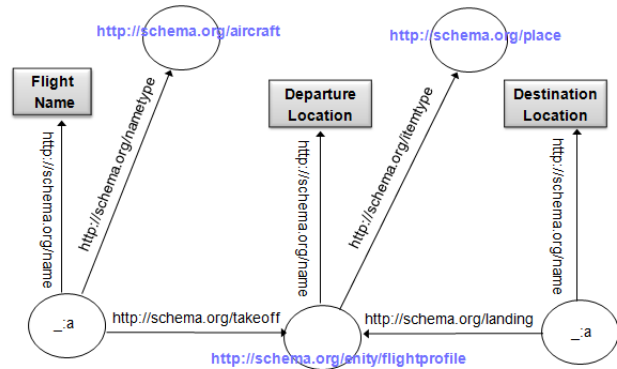 http://schema.org/aircraft
http://schema.org/place
Flight
Name
Departure
Location
Destination
Location
http://schema.org/name
http://schema.org/nametype
http://schema.org/name
http://schema.org/itemtype
http://schema.org/name
_:a
http://schema.org/takeoff
http://schema.org/landing
_:a
http://schema.org/enity/flightprofile